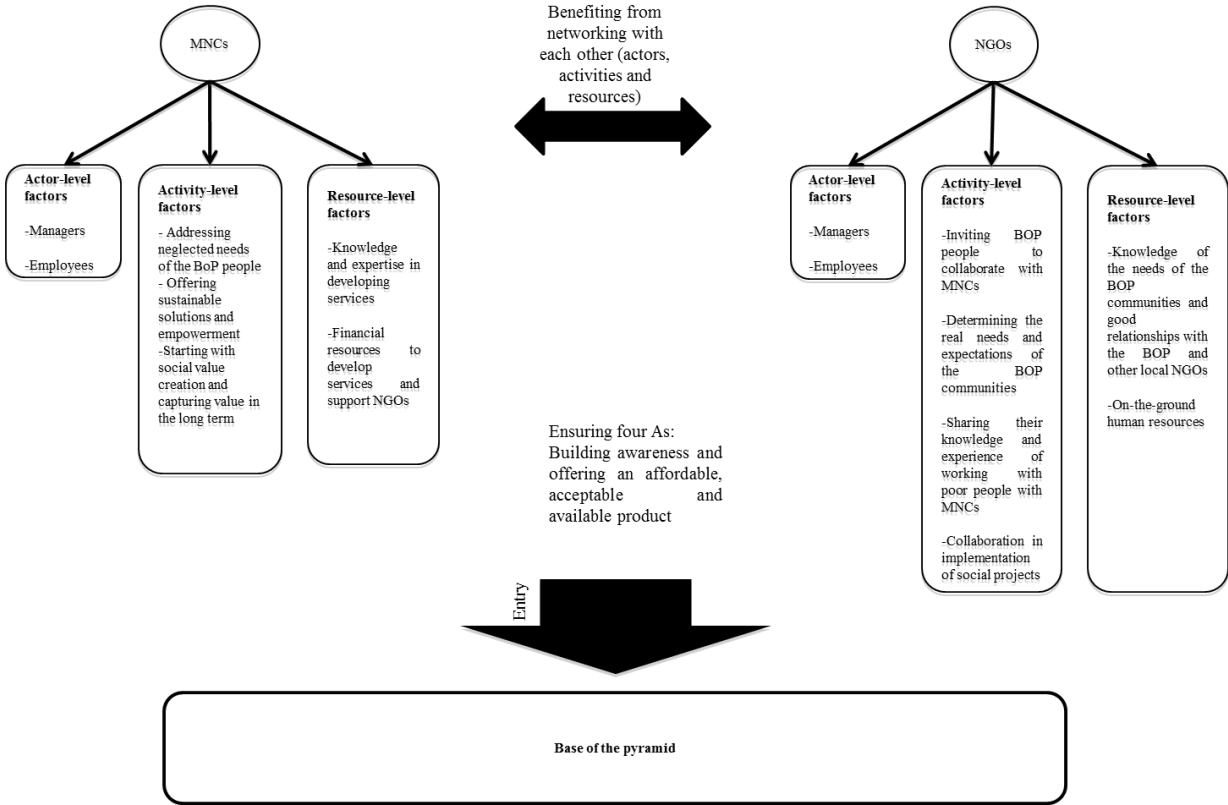 MNCs
Benefiting from
networking with
each other (actors,
activities and
resources)
NGOs
Actor-level
factors
-Managers
-Employees
Activity-level
factors
- Addressing
neglected needs
of the BoP people
- Offering
sustainable
solutions and
empowerment
-Starting with
social value
creation and
capturing value in
the long term
Resource-level
factors
-Knowledge
and expertise in
developing
services
-Financial
resources to
develop
services and
support NGOs
Actor-level
factors
-Managers
-Employees
Activity-level
factors
-Inviting BOP
people to
collaborate with
MNCs
-Determining the
real needs and
expectations of
the BOP
communities
-Sharing their
knowledge and
experience of
working with
poor people with
MNCs
-Collaboration in
implementation
of social projects
Resource-level
factors
-Knowledge of
the needs of the
BOP
communities and
good
relationships with
the BOP and
other local NGOs
-On-the-ground
human resources
Ensuring four As:
Building awareness and
offering an affordable,
acceptable and
available product
Entry
Base of the pyramid